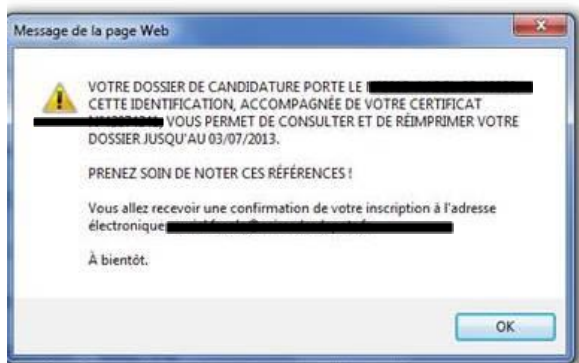 Message de la page Web
VOTRE DOSSIER DE CANDIDATURE PORTE LE
CETTE IDENTIFICATION, ACCOMPAGNÉE DE VOTRE CERTIFICAT
VOUS PERMET DE CONSULTER ET DE RÉIMPRIMER VOTRE
DOSSIER JUSQU'AU 03/07/2013.
PRENEZ SOIN DE NOTER CES RÉFÉRENCES !
Vous allez recevoir une confirmation de votre inscription à l'adresse
électronique
À bientôt.
OK